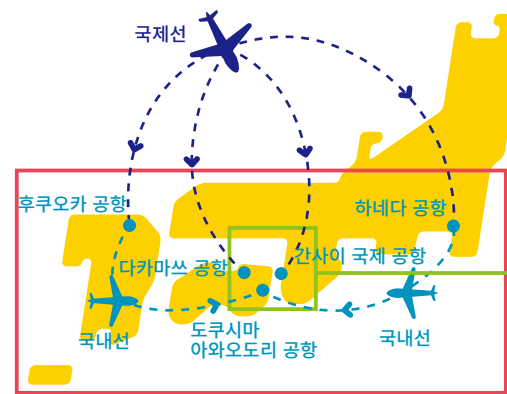 국제선
후쿠오카 공항
하네다 공항
간사이 국제 공항
다카마쓰 공항
도쿠시마
아와오도리 공항
국내선
국내선